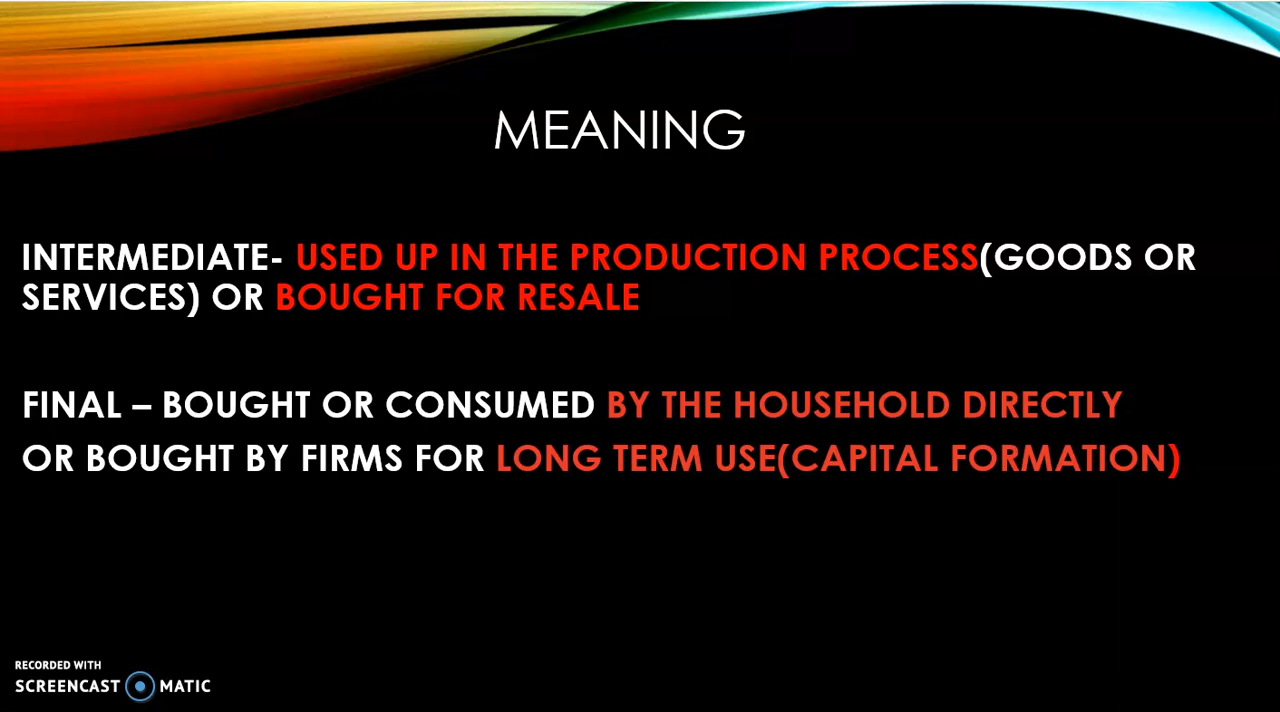 MEANING
INTERMEDIATE- USED UP IN THE PRODUCTION PROCESS(GOODS OR
SERVICES) OR BOUGHT FOR RESALE
FINAL – BOUGHT OR CONSUMED BY THE HOUSEHOLD DIRECTLY
OR BOUGHT BY FIRMS FOR LONG TERM USE(CAPITAL FORMATION)
RECORDED WITH
SCREENCAST MATIC